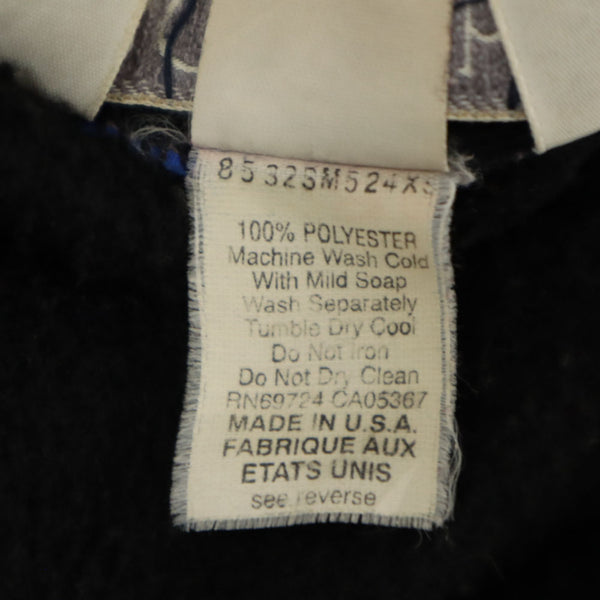 8532SM524XS
100% POLYESTER
Machine Wash Cold
With Mild Soap
Wash Separately
Tumble Dry Cool
Do Not Iron
Do Not Dry Clean
RN69724 CA05367
MADE IN U.S.A.
FABRIQUE AUX
ETATS UNIS
see reverse